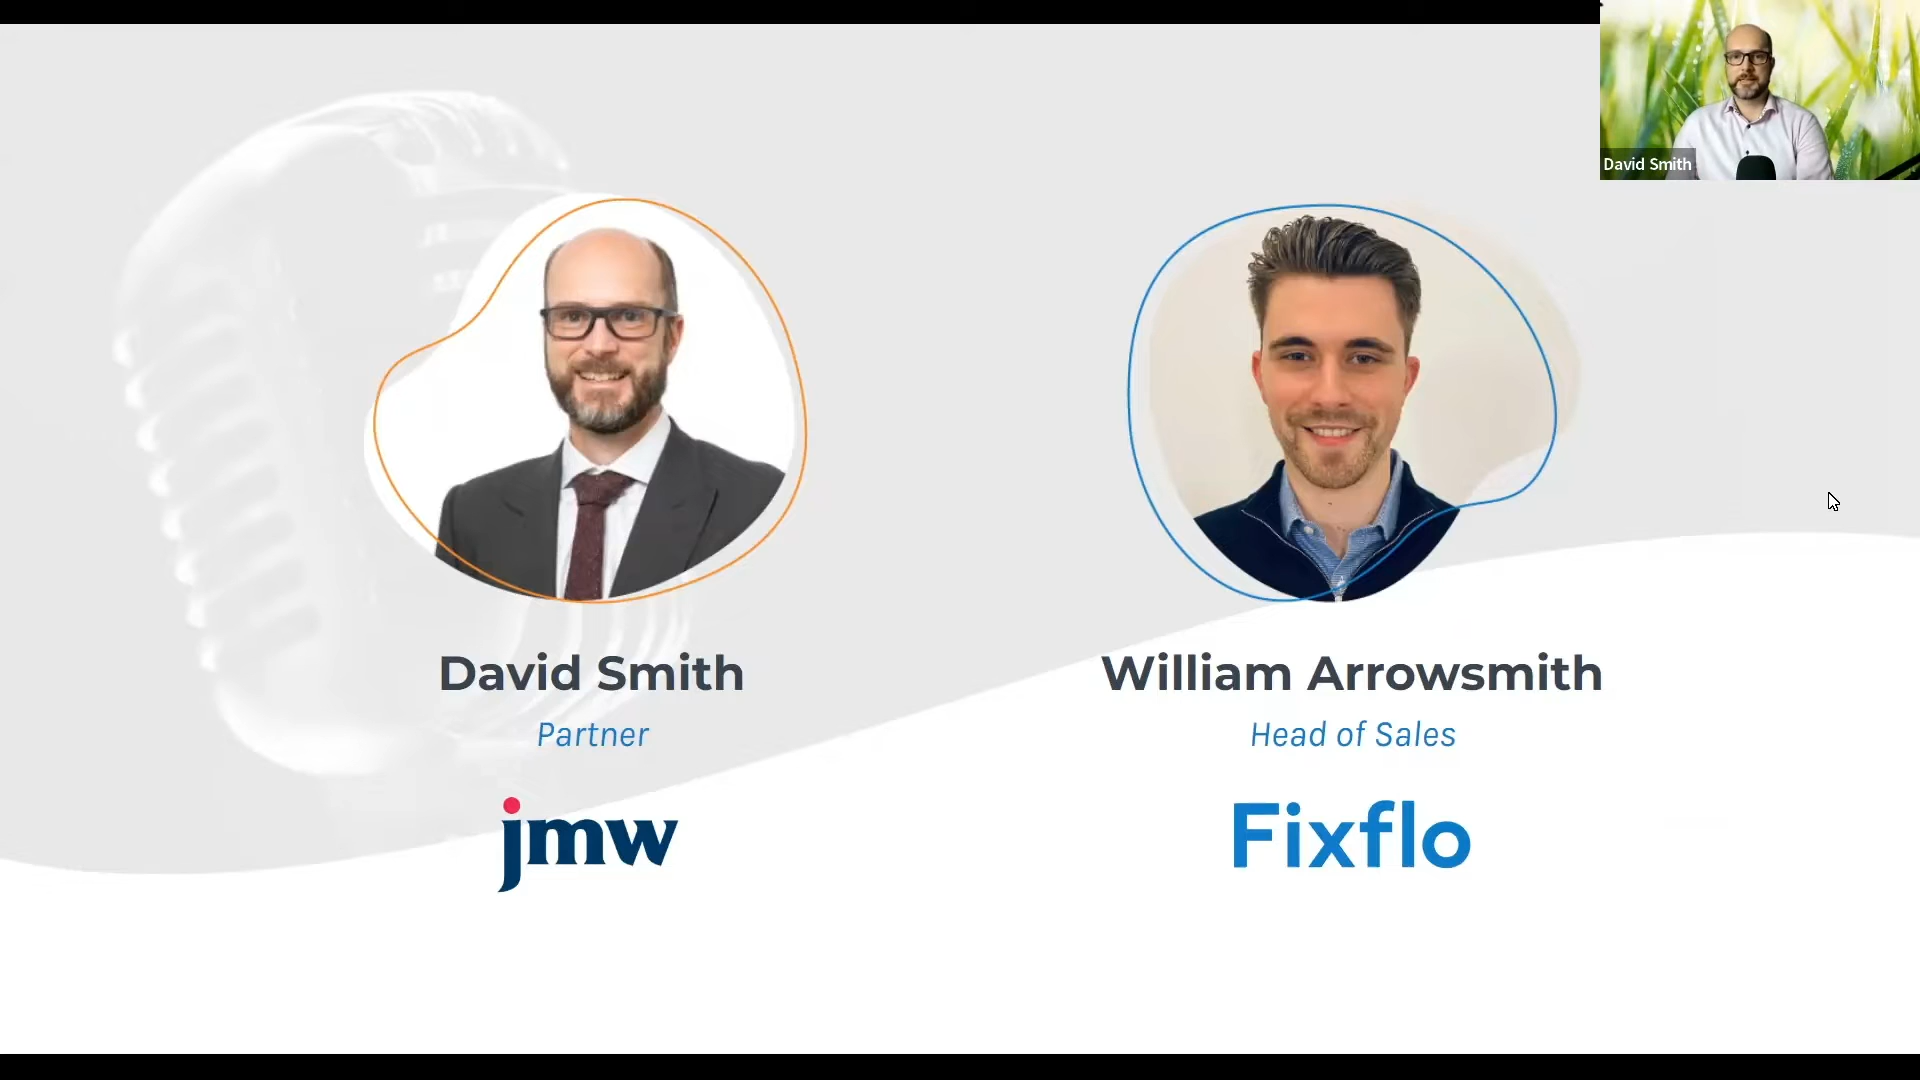 David Smith
David Smith
Partner
jmw
William Arrowsmith
Head of Sales
Fixflo